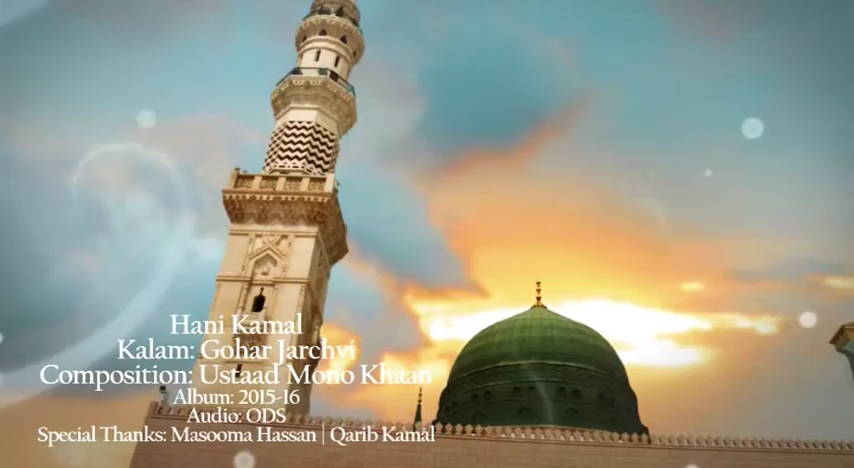 Hani Kamal
Kalam: Gohar Jarchvi
Composition: Ustaad Mono Khaan
Album: 2015-16
Audio: ODS
Special Thanks: Masooma Hassan | Qarib Kamal